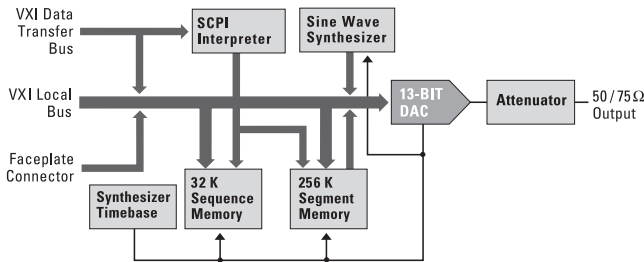 VXI Data
Transfer
Bus
SCPI
Interpreter
Sine Wave
Synthesizer
VXI Local
Bus
13-BIT
DAC
Attenuator
50/75Ω
Output
Faceplate
Connector
Synthesizer
Timebase
32 K
Sequence
Memory
256 K
Segment
Memory